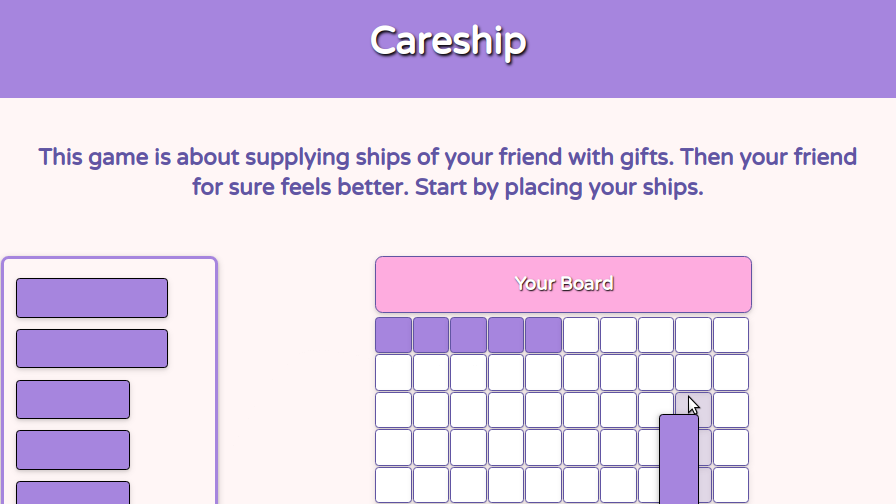 Careship
This game is about supplying ships of your friend with gifts. Then your friend
for sure feels better. Start by placing your ships.
Your Board